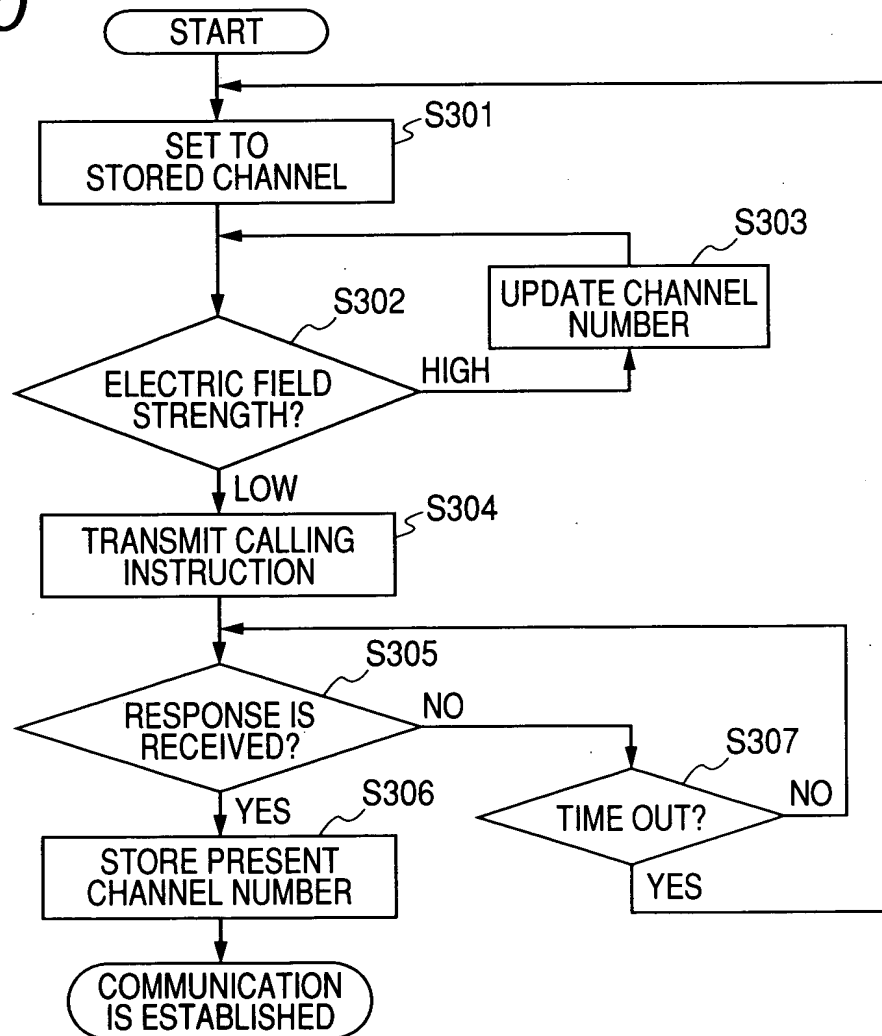 START
S301
SET TO
STORED CHANNEL
S303
UPDATE CHANNEL
NUMBER
S302
ELECTRIC FIELD
STRENGTH?
HIGH
LOW
S304
TRANSMIT CALLING
INSTRUCTION
S305
RESPONSE IS
RECEIVED?
NO
S307
TIME OUT?
NO
YES
YES
S306
STORE PRESENT
CHANNEL NUMBER
COMMUNICATION
IS ESTABLISHED